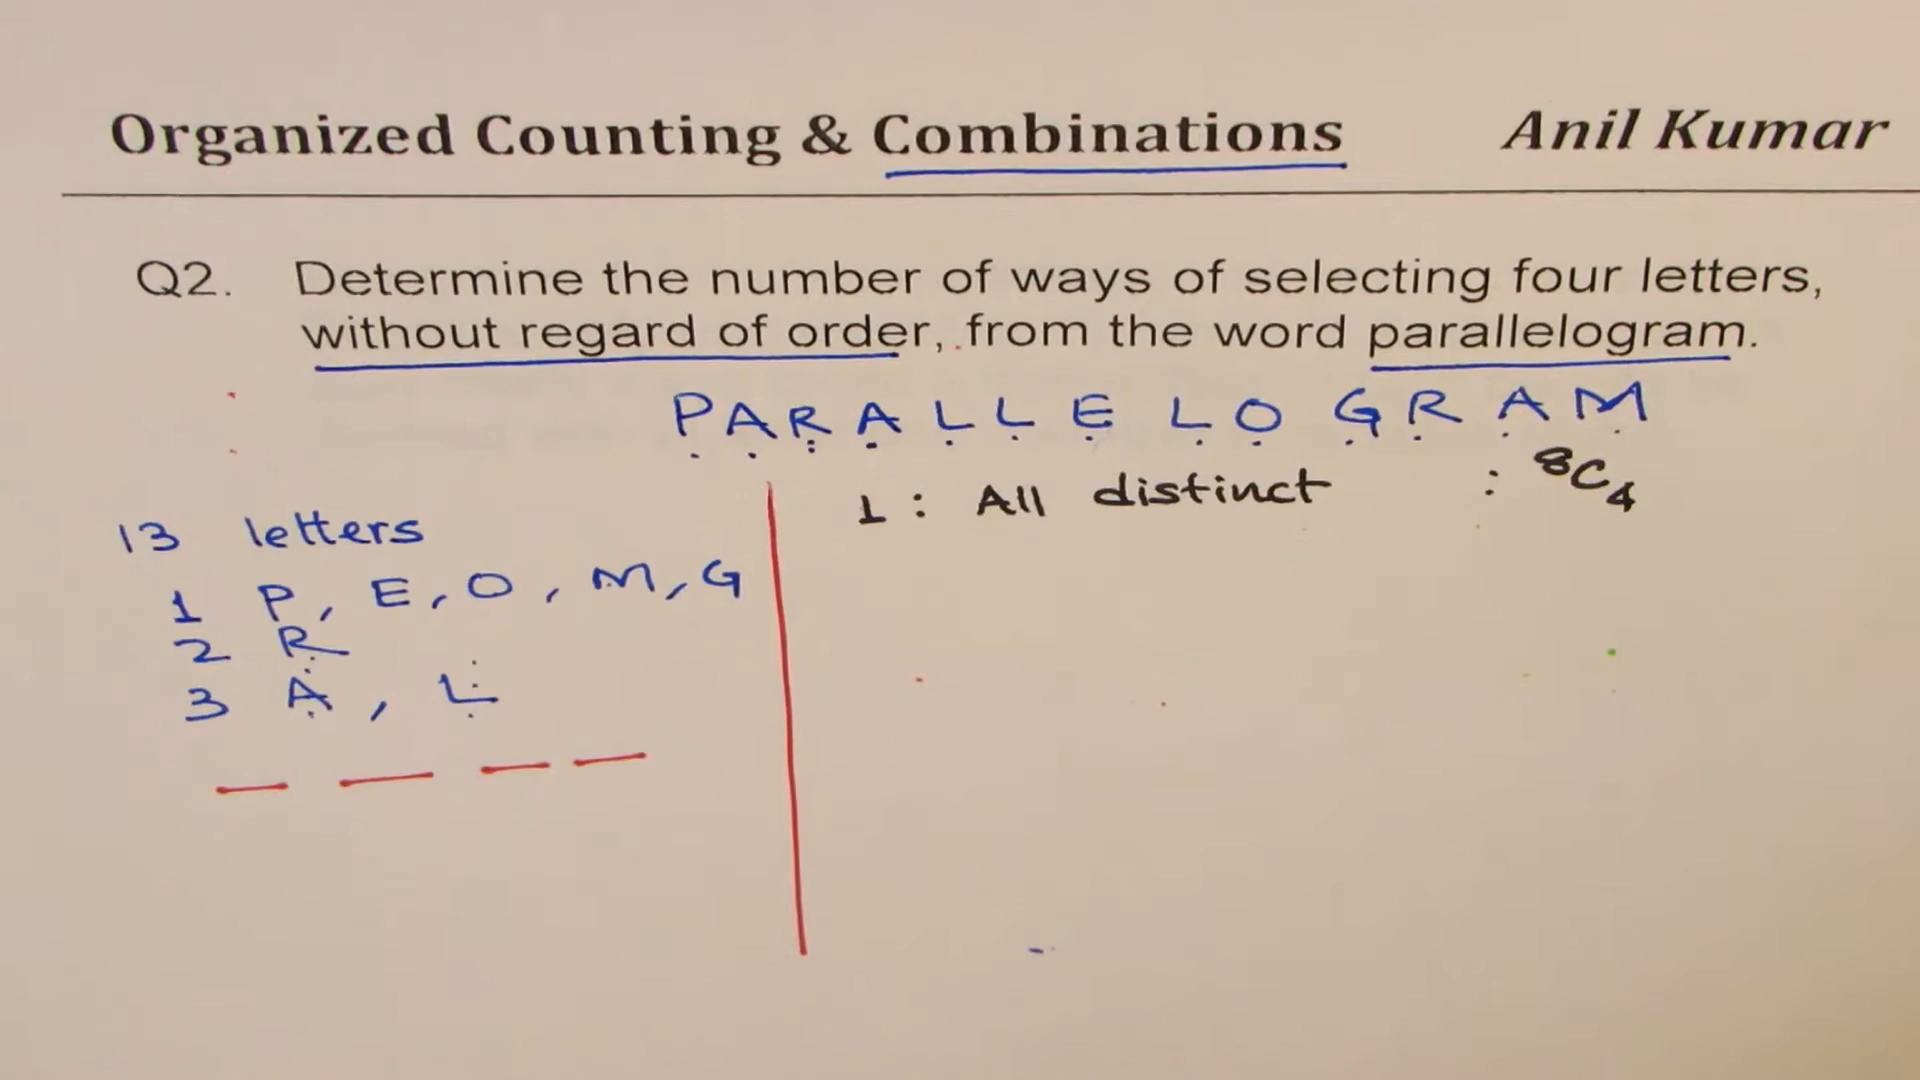 Organized Counting & Combinations Anil Kumar
Q2. Determine the number of ways of selecting four letters,
without regard of order, from the word parallelogram.
P A R A L L E L O G R A M
1 : All distinct : 8C4
13 letters
1 P, E, O, M, G
2 R
3 A, L